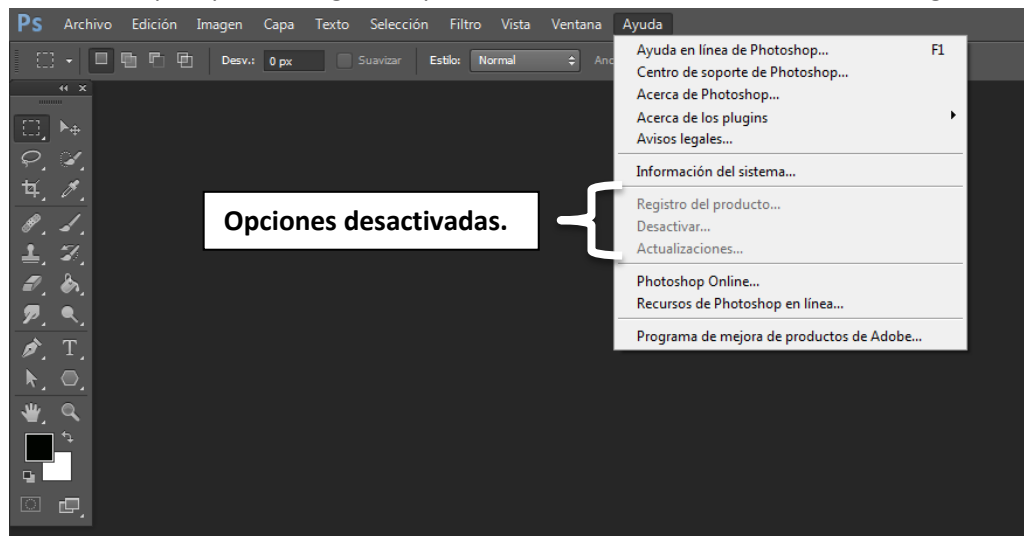 Ps Archivo Edición Imagen Capa Texto Selección Filtro Vista Ventana Ayuda
Desv.: 0 px Suavizar Estilo: Normal
Ayuda en línea de Photoshop... F1
Centro de soporte de Photoshop...
Acerca de Photoshop...
Acerca de los plugins
Avisos legales...
Información del sistema...
Opciones desactivadas.
Registro del producto...
Desactivar...
Actualizaciones...
Photoshop Online...
Recursos de Photoshop en línea...
Programa de mejora de productos de Adobe...